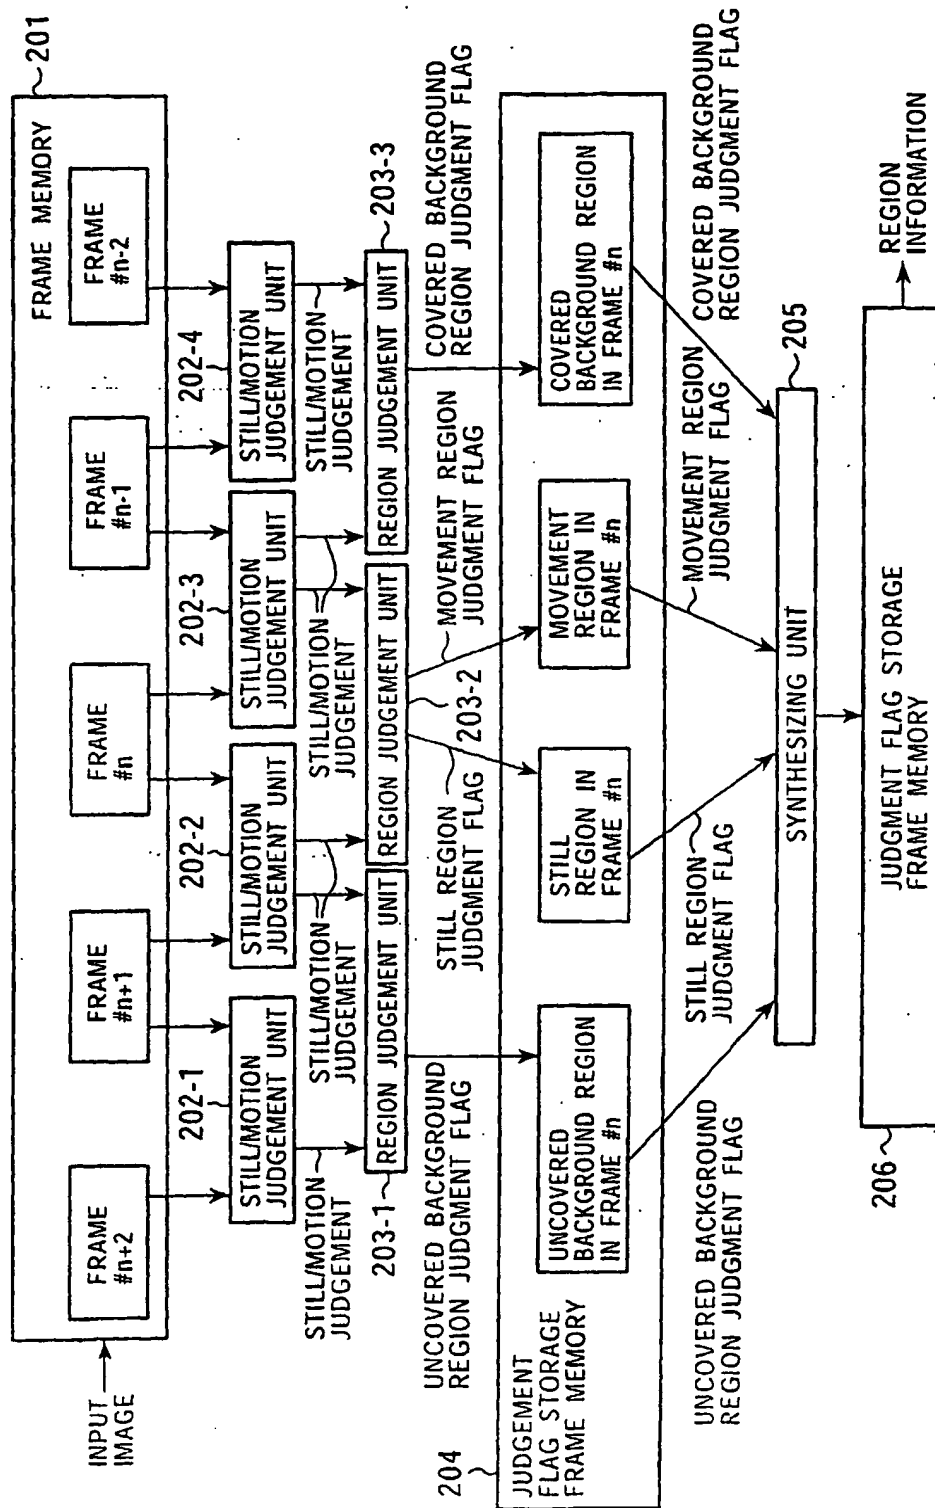 INPUT
IMAGE
FRAME MEMORY
201
FRAME
#n+2
FRAME
#n+1
FRAME
#n
FRAME
#n-1
FRAME
#n-2
202-1
202-2
202-3
202-4
STILL/MOTION
JUDGEMENT UNIT
STILL/MOTION
JUDGEMENT UNIT
STILL/MOTION
JUDGEMENT UNIT
STILL/MOTION
JUDGEMENT UNIT
STILL/MOTION
JUDGEMENT
STILL/MOTION
JUDGEMENT
STILL/MOTION
JUDGEMENT
STILL/MOTION
JUDGEMENT
203-1
REGION JUDGEMENT UNIT
REGION JUDGEMENT UNIT
REGION JUDGEMENT UNIT
203-3
203-2
UNCOVERED BACKGROUND
REGION JUDGMENT FLAG
STILL REGION
JUDGMENT FLAG
MOVEMENT REGION
JUDGMENT FLAG
COVERED BACKGROUND
REGION JUDGMENT FLAG
204
JUDGEMENT
FLAG STORAGE
FRAME MEMORY
UNCOVERED
BACKGROUND REGION
IN FRAME #n
STILL
REGION IN
FRAME #n
MOVEMENT
REGION IN
FRAME #n
COVERED
BACKGROUND REGION
IN FRAME #n
UNCOVERED BACKGROUND
REGION JUDGMENT FLAG
STILL REGION
JUDGMENT FLAG
MOVEMENT REGION
JUDGMENT FLAG
COVERED BACKGROUND
REGION JUDGMENT FLAG
SYNTHESIZING UNIT
205
206
JUDGMENT FLAG STORAGE
FRAME MEMORY
REGION
INFORMATION